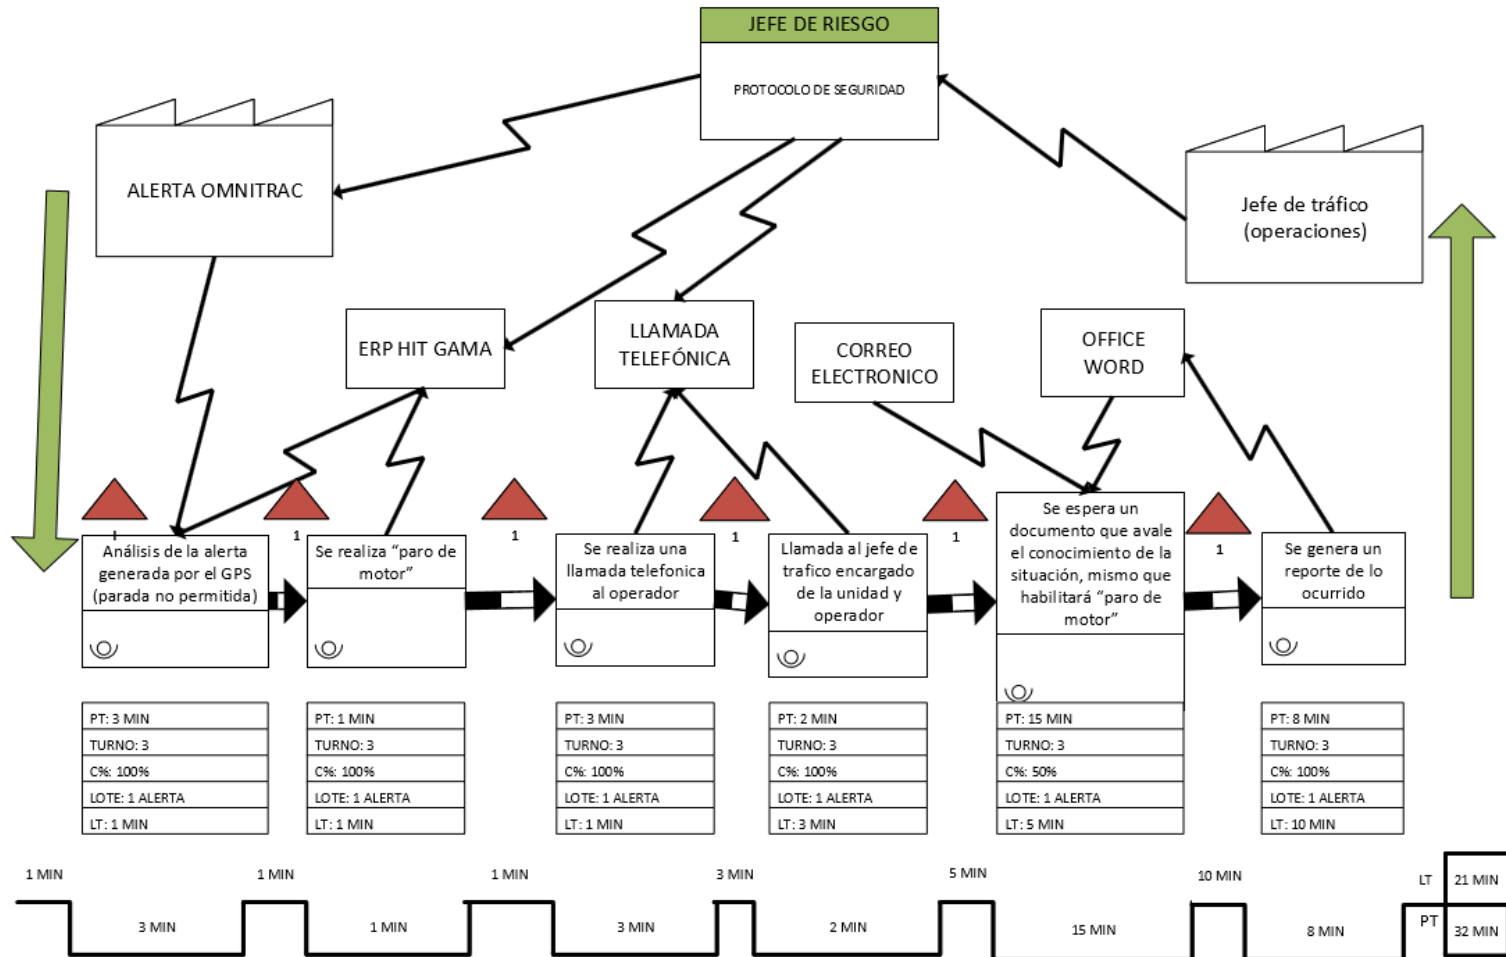 JEFE DE RIESGO
PROTOCOLO DE SEGURIDAD
ALERTA OMNITRAC
Jefe de tráfico
(operaciones)
ERP HIT GAMA
LLAMADA
TELEFÓNICA
CORREO
ELECTRONICO
OFFICE
WORD
1
1
1
1
1
1
Análisis de la alerta
generada por el GPS
(parada no permitida)
Se realiza “paro de
motor”
Se realiza una
llamada telefonica
al operador
Llamada al jefe de
trafico encargado
de la unidad y
operador
Se espera un
documento que avale
el conocimiento de la
situación, mismo que
habilitará “paro de
motor”
Se genera un
reporte de lo
ocurrido
PT: 3 MIN
TURNO: 3
C%: 100%
LOTE: 1 ALERTA
LT: 1 MIN
PT: 1 MIN
TURNO: 3
C%: 100%
LOTE: 1 ALERTA
LT: 1 MIN
PT: 3 MIN
TURNO: 3
C%: 100%
LOTE: 1 ALERTA
LT: 1 MIN
PT: 2 MIN
TURNO: 3
C%: 100%
LOTE: 1 ALERTA
LT: 3 MIN
PT: 15 MIN
TURNO: 3
C%: 50%
LOTE: 1 ALERTA
LT: 5 MIN
PT: 8 MIN
TURNO: 3
C%: 100%
LOTE: 1 ALERTA
LT: 10 MIN
1 MIN
1 MIN
1 MIN
3 MIN
5 MIN
10 MIN
LT
21 MIN
3 MIN
1 MIN
3 MIN
2 MIN
15 MIN
8 MIN
PT
32 MIN